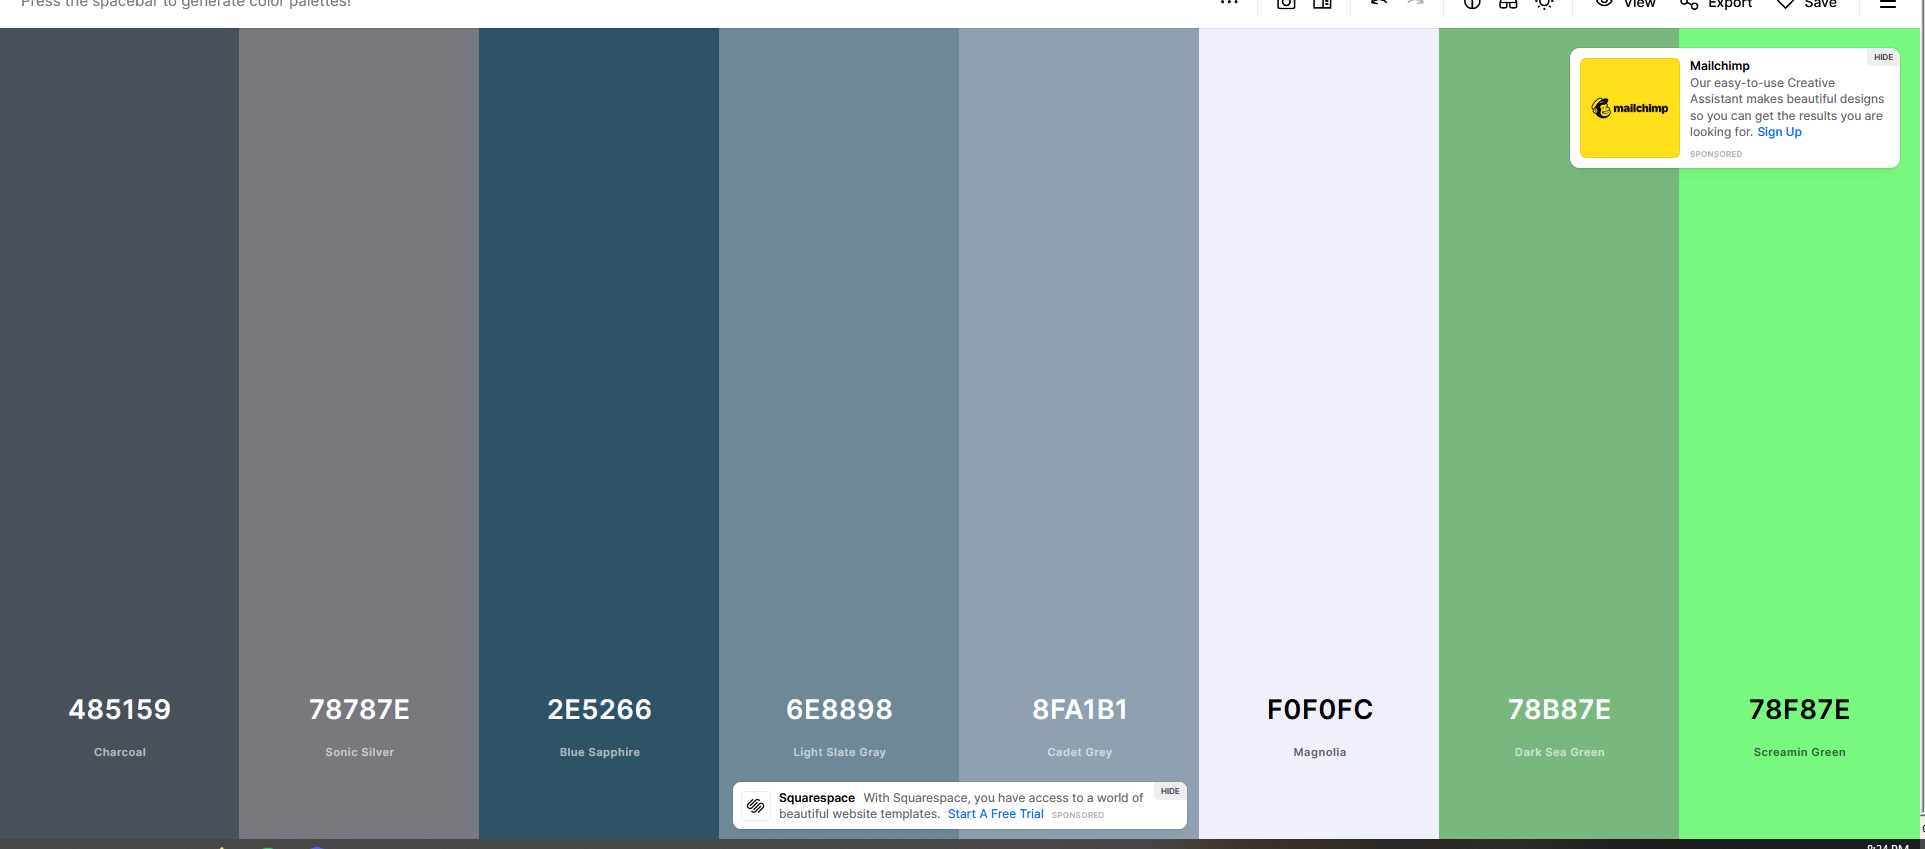 Press the spacebar to generate color palettes!
View
Export
Save
HIDE
Mailchimp
Our easy-to-use Creative
Assistant makes beautiful designs
so you can get the results you are
looking for. Sign Up
SPONSORED
mailchimp
485159
Charcoal
78787E
Sonic Silver
2E5266
Blue Sapphire
6E8898
Light Slate Gray
8FA1B1
Cadet Grey
F0F0FC
Magnolia
78B87E
Dark Sea Green
78F87E
Screamin Green
Squarespace With Squarespace, you have access to a world of
beautiful website templates. Start A Free Trial SPONSORED
HIDE
8:24 PM